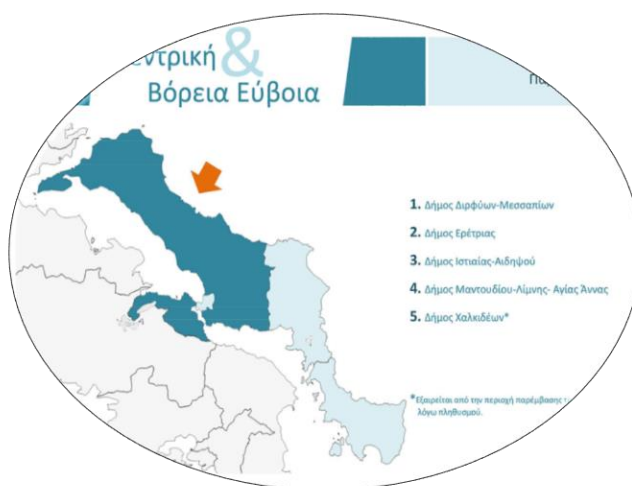 &
Βόρεια Εύβοια
1. Δήμος Διρφύων-Μεσσαπίων
2. Δήμος Ερέτριας
3. Δήμος Ιστιαίας-Αιδηψού
4. Δήμος Μαντουδίου-Λίμνης- Αγίας Άννας
5. Δήμος Χαλκιδέων*
*Εξαιρείται από την περιοχή παρέμβασης
λόγω πληθυσμού.